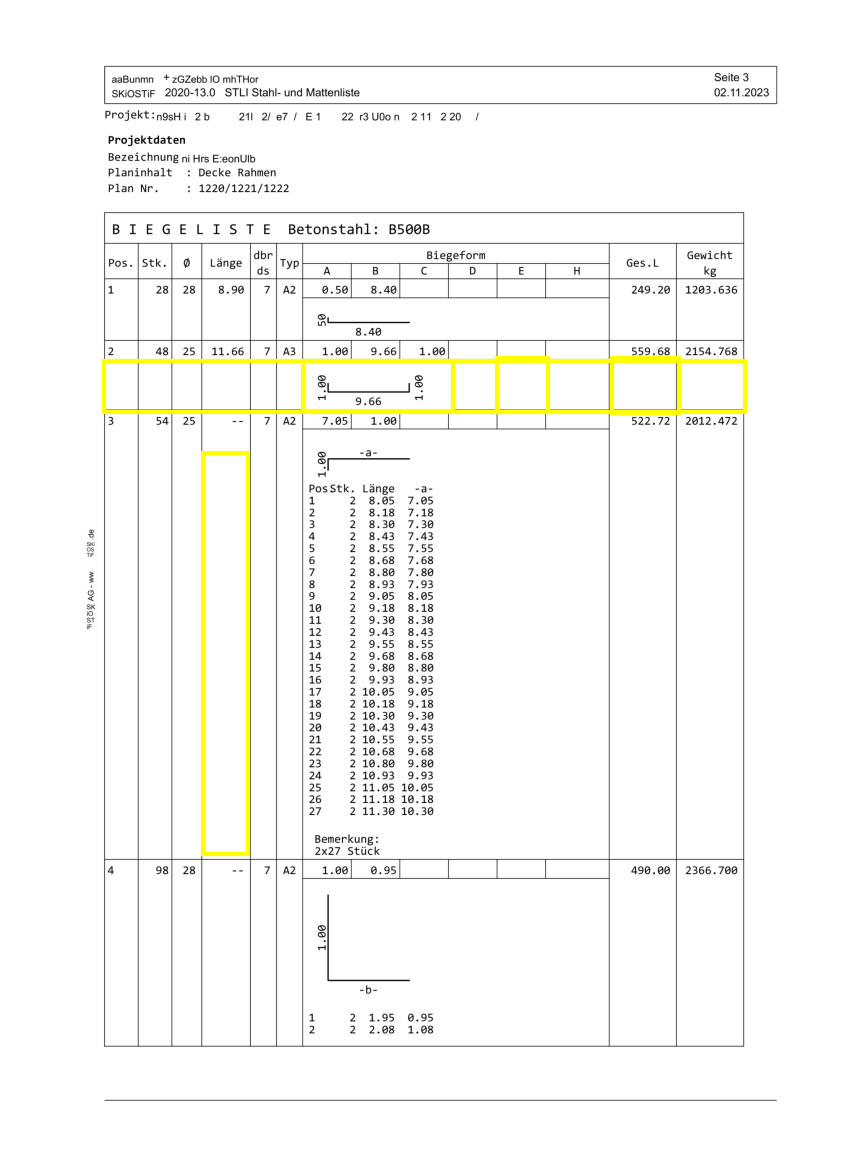 aaBunmn + zGZebb lO mhTHor Seite 3
SKiOSTiF 2020-13.0 STLI Stahl- und Mattenliste 02.11.2023
Projekt: n9sH i 2 b 21l 2/ e7 / E 1 22 r3 U0o n 2 11 2 20 /
Projektdaten
Bezeichnung ni Hrs E:eonUlb
Planinhalt : Decke Rahmen
Plan Nr. : 1220/1221/1222
B I E G E L I S T E Betonstahl: B500B
Pos. Stk. Ø Länge dbr ds Typ Biegeform Ges.L Gewicht kg
A B C D E H
1 28 28 8.90 7 A2 0.50 8.40 249.20 1203.636
50
8.40
2 48 25 11.66 7 A3 1.00 9.66 1.00 559.68 2154.768
1.00 1.00
9.66
3 54 25 -- 7 A2 7.05 1.00 522.72 2012.472
1.00 -a-
Pos Stk. Länge -a-
1 2 8.05 7.05
2 2 8.18 7.18
3 2 8.30 7.30
4 2 8.43 7.43
5 2 8.55 7.55
6 2 8.68 7.68
7 2 8.80 7.80
8 2 8.93 7.93
9 2 9.05 8.05
10 2 9.18 8.18
11 2 9.30 8.30
12 2 9.43 8.43
13 2 9.55 8.55
14 2 9.68 8.68
15 2 9.80 8.80
16 2 9.93 8.93
17 2 10.05 9.05
18 2 10.18 9.18
19 2 10.30 9.30
20 2 10.43 9.43
21 2 10.55 9.55
22 2 10.68 9.68
23 2 10.80 9.80
24 2 10.93 9.93
25 2 11.05 10.05
26 2 11.18 10.18
27 2 11.30 10.30
Bemerkung:
2x27 Stück
4 98 28 -- 7 A2 1.00 0.95 490.00 2366.700
1.00
-b-
1 2 1.95 0.95
2 2 2.08 1.08
AG - ww .de